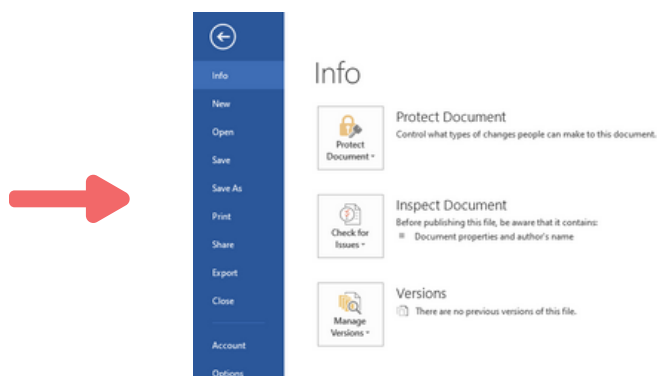 Info
New
Open
Save
Save As
Print
Share
Export
Close
Account
Options
Info
Protect
Document
Protect Document
Control what types of changes people can make to this document.
Check for
Issues
Inspect Document
Before publishing this file, be aware that it contains:
Document properties and author's name
Manage
Versions
Versions
There are no previous versions of this file.